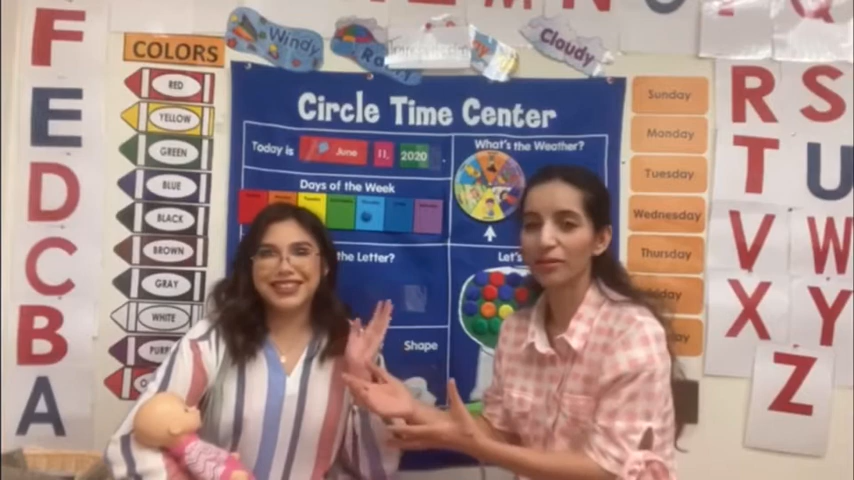 F
E
D
C
B
A
COLORS
RED
YELLOW
GREEN
BLUE
BLACK
BROWN
GRAY
WHITE
Windy
Cloudy
Circle Time Center
Today is June 11, 2020
What's the Weather?
Days of the Week
the Letter?
Let's
Shape
Sunday
Monday
Tuesday
Wednesday
Thursday
R S
T U
V W
X Y
Z